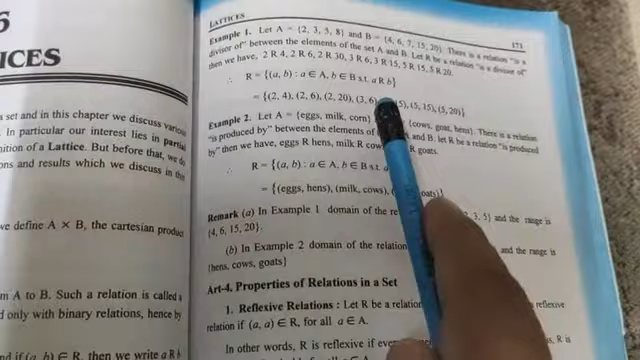 6
ICES
a set and in this chapter we discuss various
In particular our interest lies in partial
nition of a Lattice. But before that, we do
ons and results which we discuss in this
ve define A × B, the cartesian product
m A to B. Such a relation is called a
d only with binary relations, hence by
if (a, b) ∈ R, then we write a R b
LATTICES
171
Example 1. Let A = {2, 3, 5, 8} and B = {4, 6, 7, 15, 20}. There is a relation "is a
divisor of" between the elements of the set A and B. Let R be a relation "is a divisor of"
then we have, 2 R 4, 2 R 6, 2 R 30, 3 R 6, 3 R 15, 5 R 15, 5 R 20.
∴ R = {(a, b) : a ∈ A, b ∈ B s.t. a R b}
= {(2, 4), (2, 6), (2, 20), (3, 6) 5), (5, 15), (5, 20)}
Example 2. Let A = {eggs, milk, corn} {cows, goat, hens}. There is a relation
"is produced by" between the elements of and B. let R be a relation "is produced
by" then we have, eggs R hens, milk R cow R goats.
∴ R = {(a, b) : a ∈ A, b ∈ B s.t. a
= {(eggs, hens), (milk, cows), goats)}
Remark (a) In Example 1 domain of the re 3, 5} and the range is
{4, 6, 15, 20}.
(b) In Example 2 domain of the relation and the range is
{hens, cows, goats}
Art-4. Properties of Relations in a Set
1. Reflexive Relations : Let R be a relation reflexive
relation if (a, a) ∈ R, for all a ∈ A.
In other words, R is reflexive if ever R is